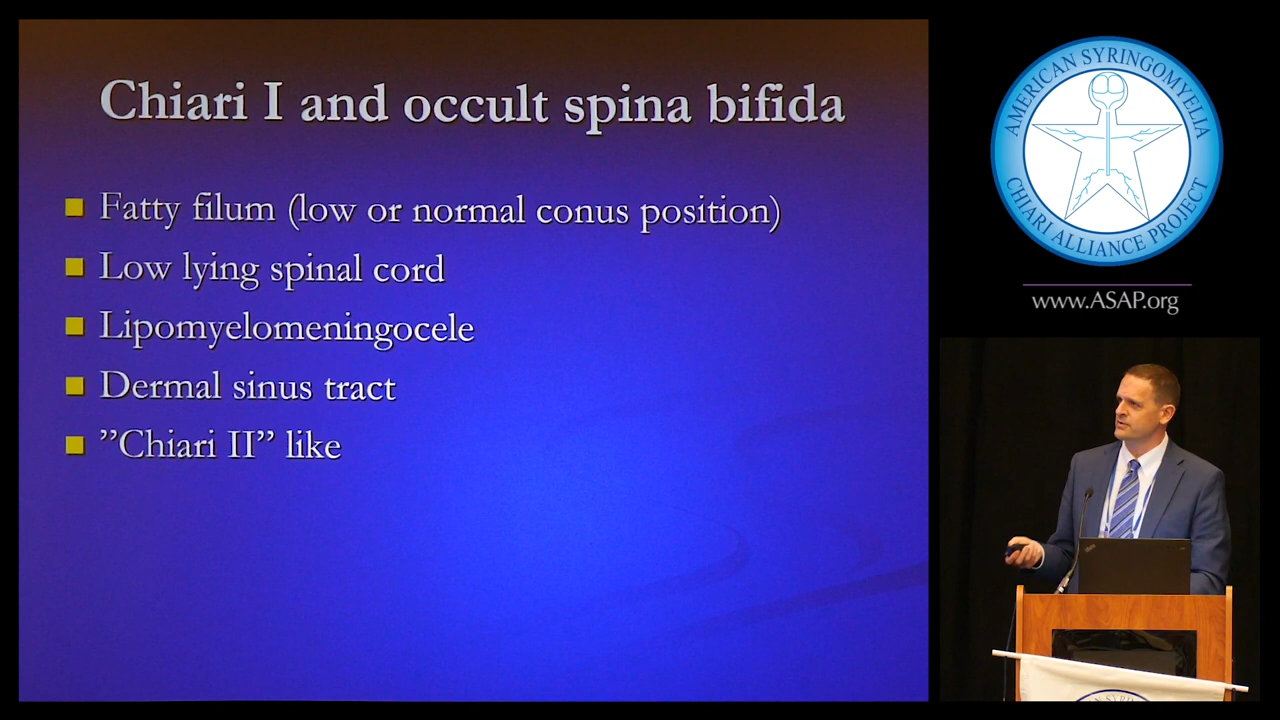 Chiari I and occult spina bifida
Fatty filum (low or normal conus position)
Low lying spinal cord
Lipomyelomeningocele
Dermal sinus tract
”Chiari II” like
AMERICAN SYRINGOMYELIA
CHIARI ALLIANCE PROJECT
www.ASAP.org